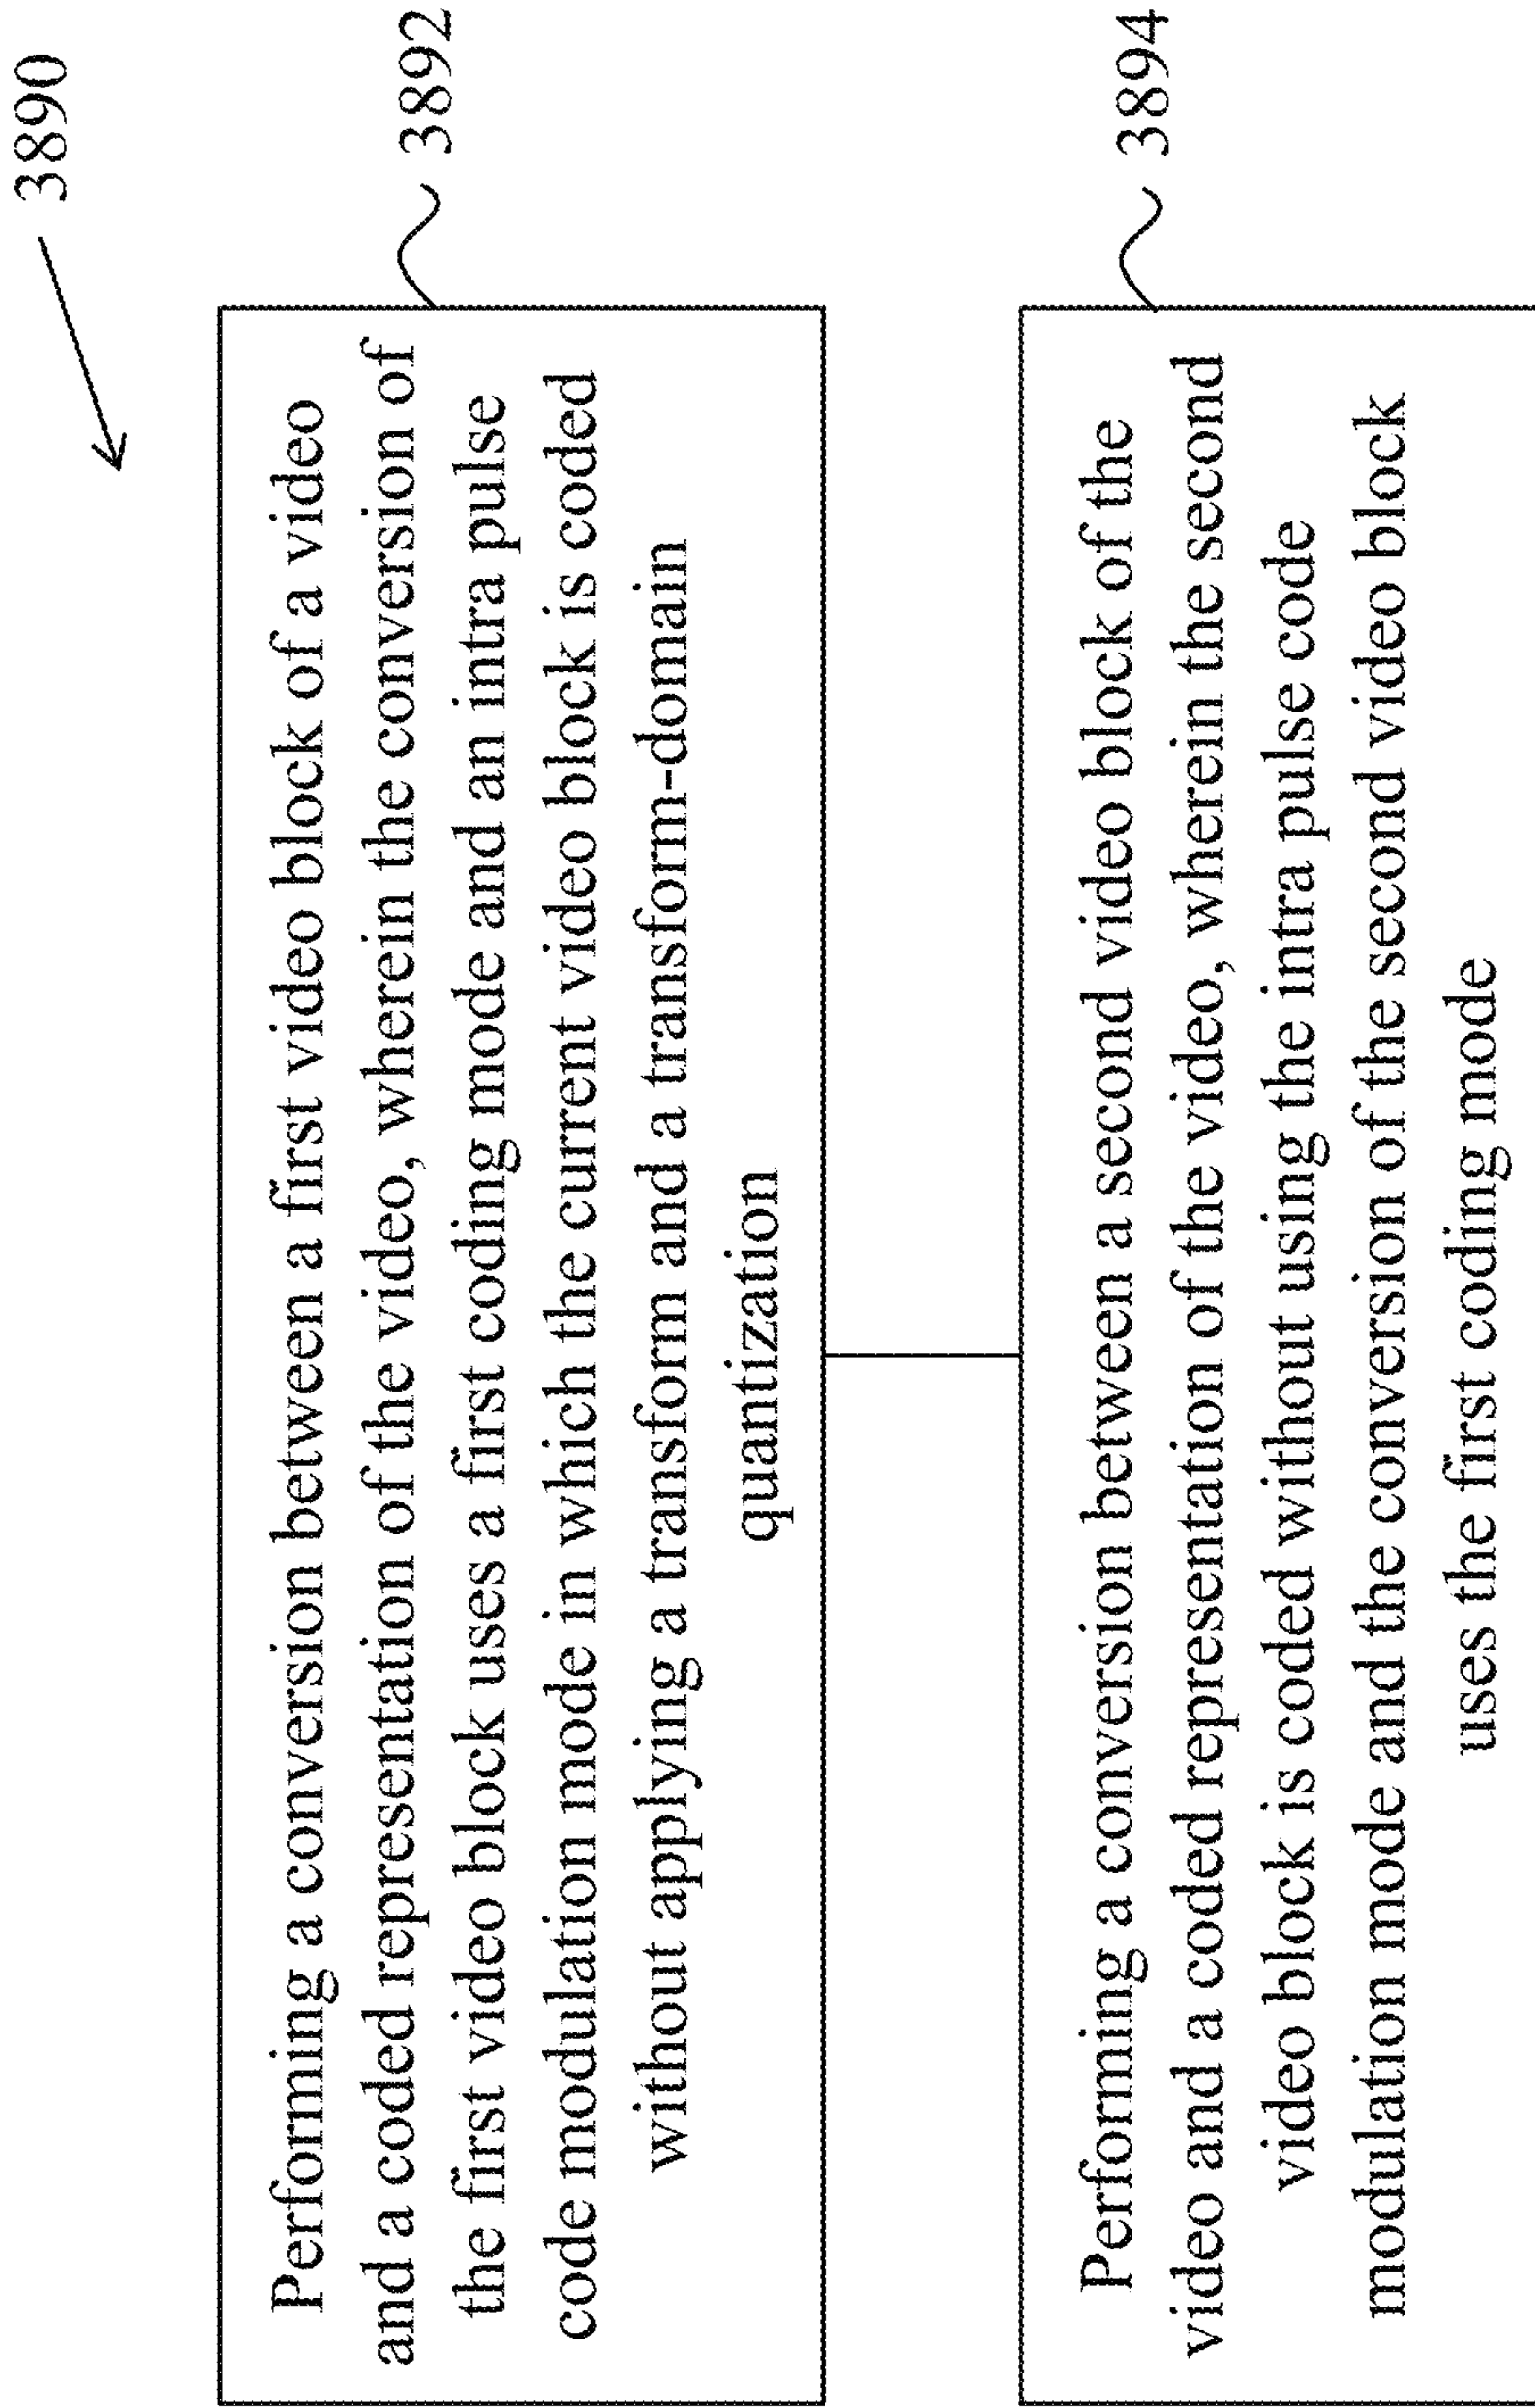 3890
Performing a conversion between a first video block of a video
and a coded representation of the video, wherein the conversion of
the first video block uses a first coding mode and an intra pulse
code modulation mode in which the current video block is coded
without applying a transform and a transform-domain
quantization
3892
Performing a conversion between a second video block of the
video and a coded representation of the video, wherein the second
video block is coded without using the intra pulse code
modulation mode and the conversion of the second video block
uses the first coding mode
3894